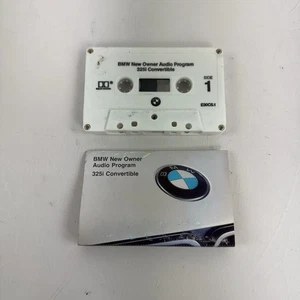 BMW New Owner Audio Program
325i Convertible
SIDE
1
BMW New Owner
Audio Program
325i Convertible